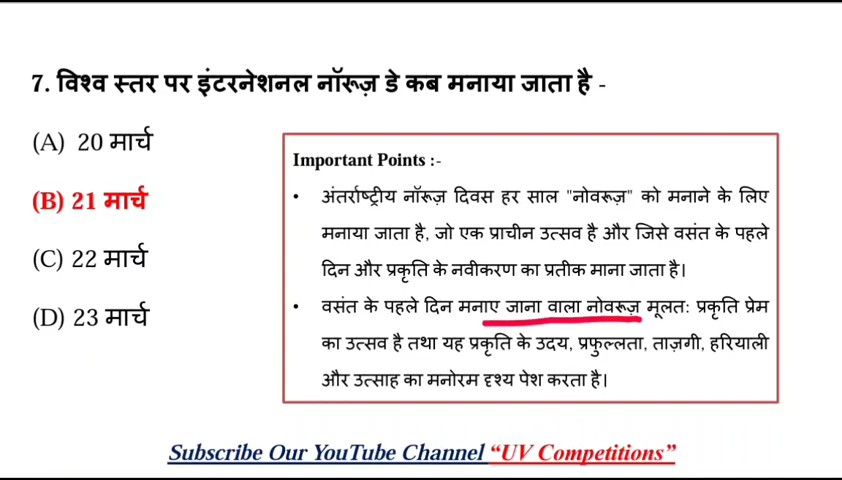 7. विश्व स्तर पर इंटरनेशनल नॉरूज़ डे कब मनाया जाता है -
(A) 20 मार्च
(B) 21 मार्च
(C) 22 मार्च
(D) 23 मार्च
Important Points :-
• अंतर्राष्ट्रीय नॉरूज़ दिवस हर साल "नोवरूज़" को मनाने के लिए
मनाया जाता है, जो एक प्राचीन उत्सव है और जिसे वसंत के पहले
दिन और प्रकृति के नवीकरण का प्रतीक माना जाता है।
• वसंत के पहले दिन मनाए जाना वाला नोवरूज़ मूलत: प्रकृति प्रेम
का उत्सव है तथा यह प्रकृति के उदय, प्रफुल्लता, ताज़गी, हरियाली
और उत्साह का मनोरम दृश्य पेश करता है।
Subscribe Our YouTube Channel “UV Competitions”